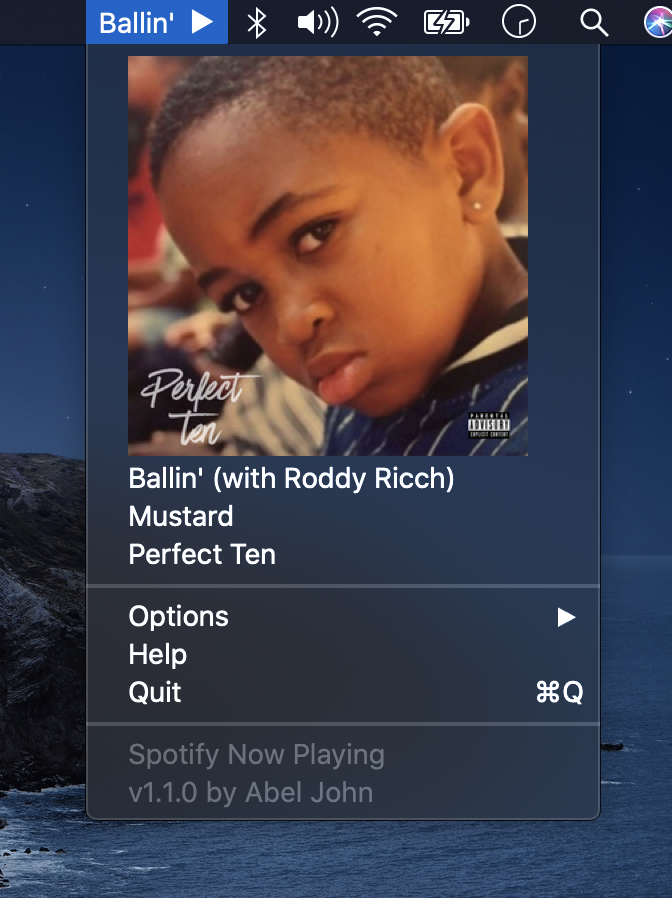 Ballin'
Perfect
Ten
PARENTAL
ADVISORY
EXPLICIT CONTENT
Ballin' (with Roddy Ricch)
Mustard
Perfect Ten
Options
Help
Quit ⌘Q
Spotify Now Playing
v1.1.0 by Abel John